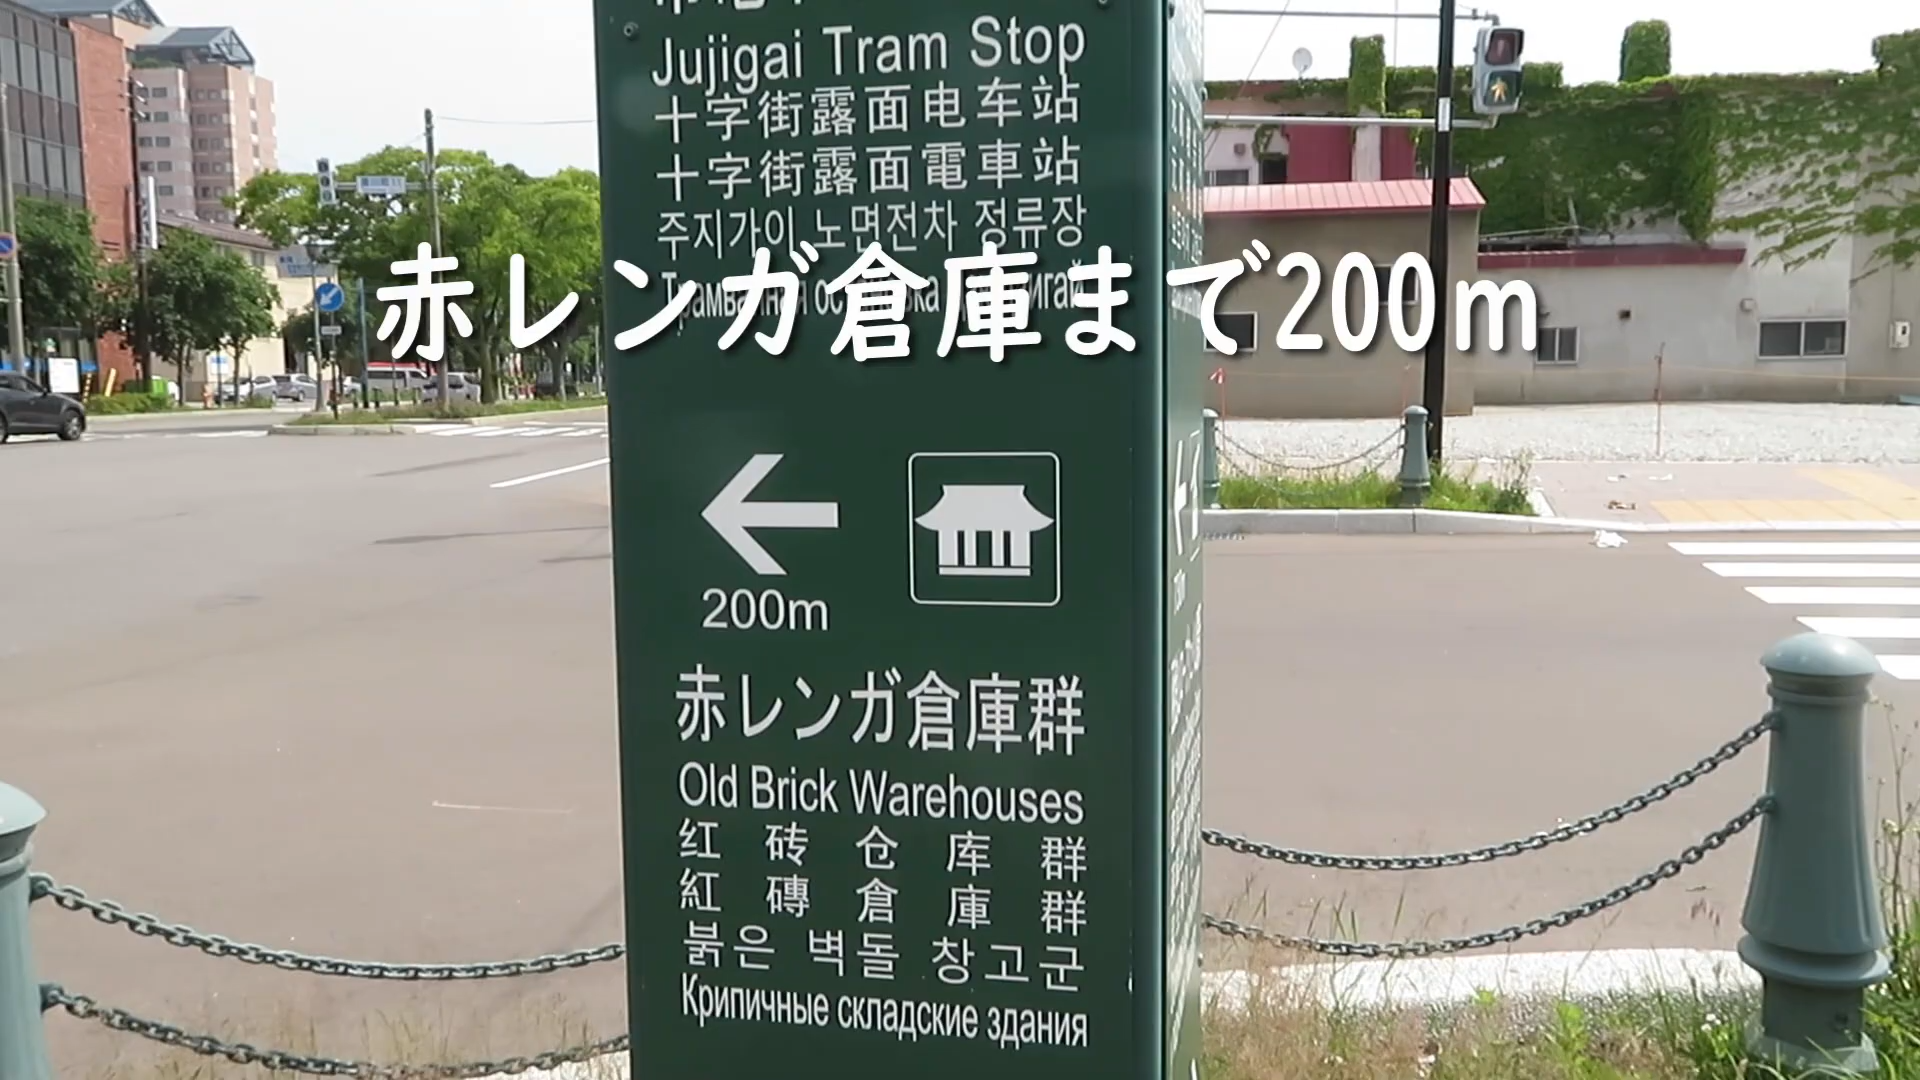 Jujigai Tram Stop
十字街露面电车站
十字街露面電車站
주지가이 노면전차 정류장
赤レンガ倉庫まで200m
200m
赤レンガ倉庫群
Old Brick Warehouses
红砖仓库群
紅磚倉庫群
붉은 벽돌 창고군
Крипичные складские здания